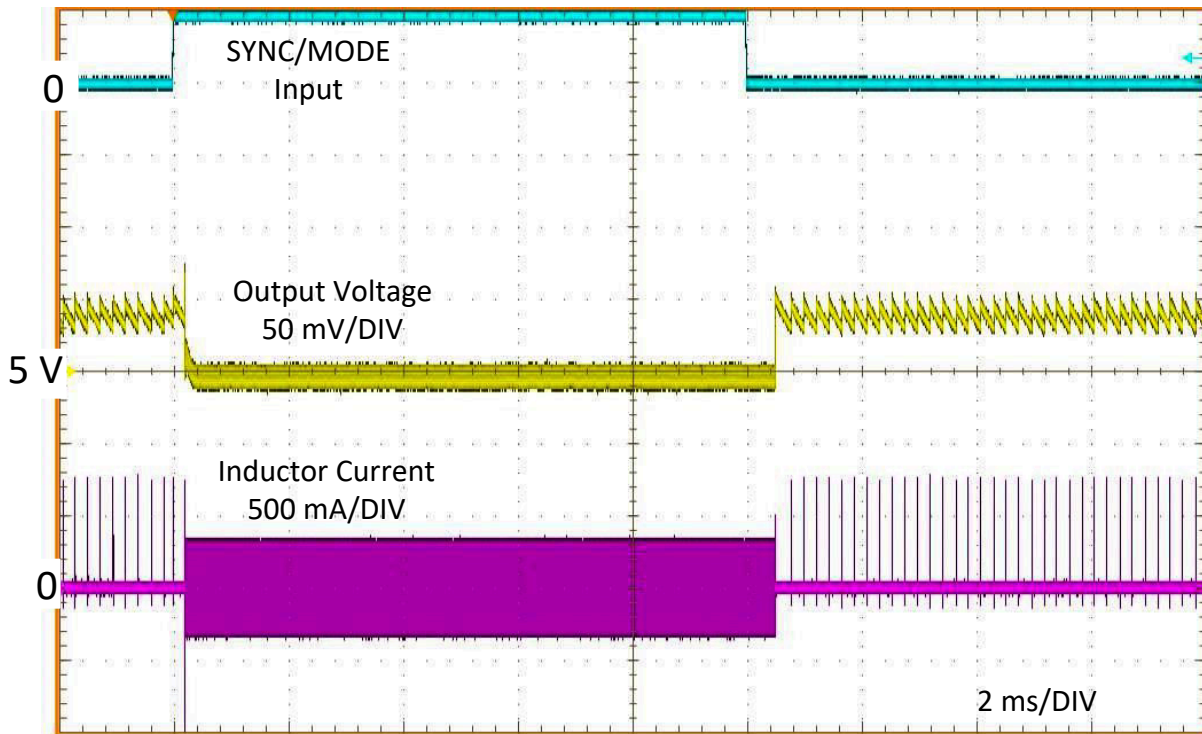 SYNC/MODE
Input
0
Output Voltage
50 mV/DIV
5 V
Inductor Current
500 mA/DIV
0
2 ms/DIV